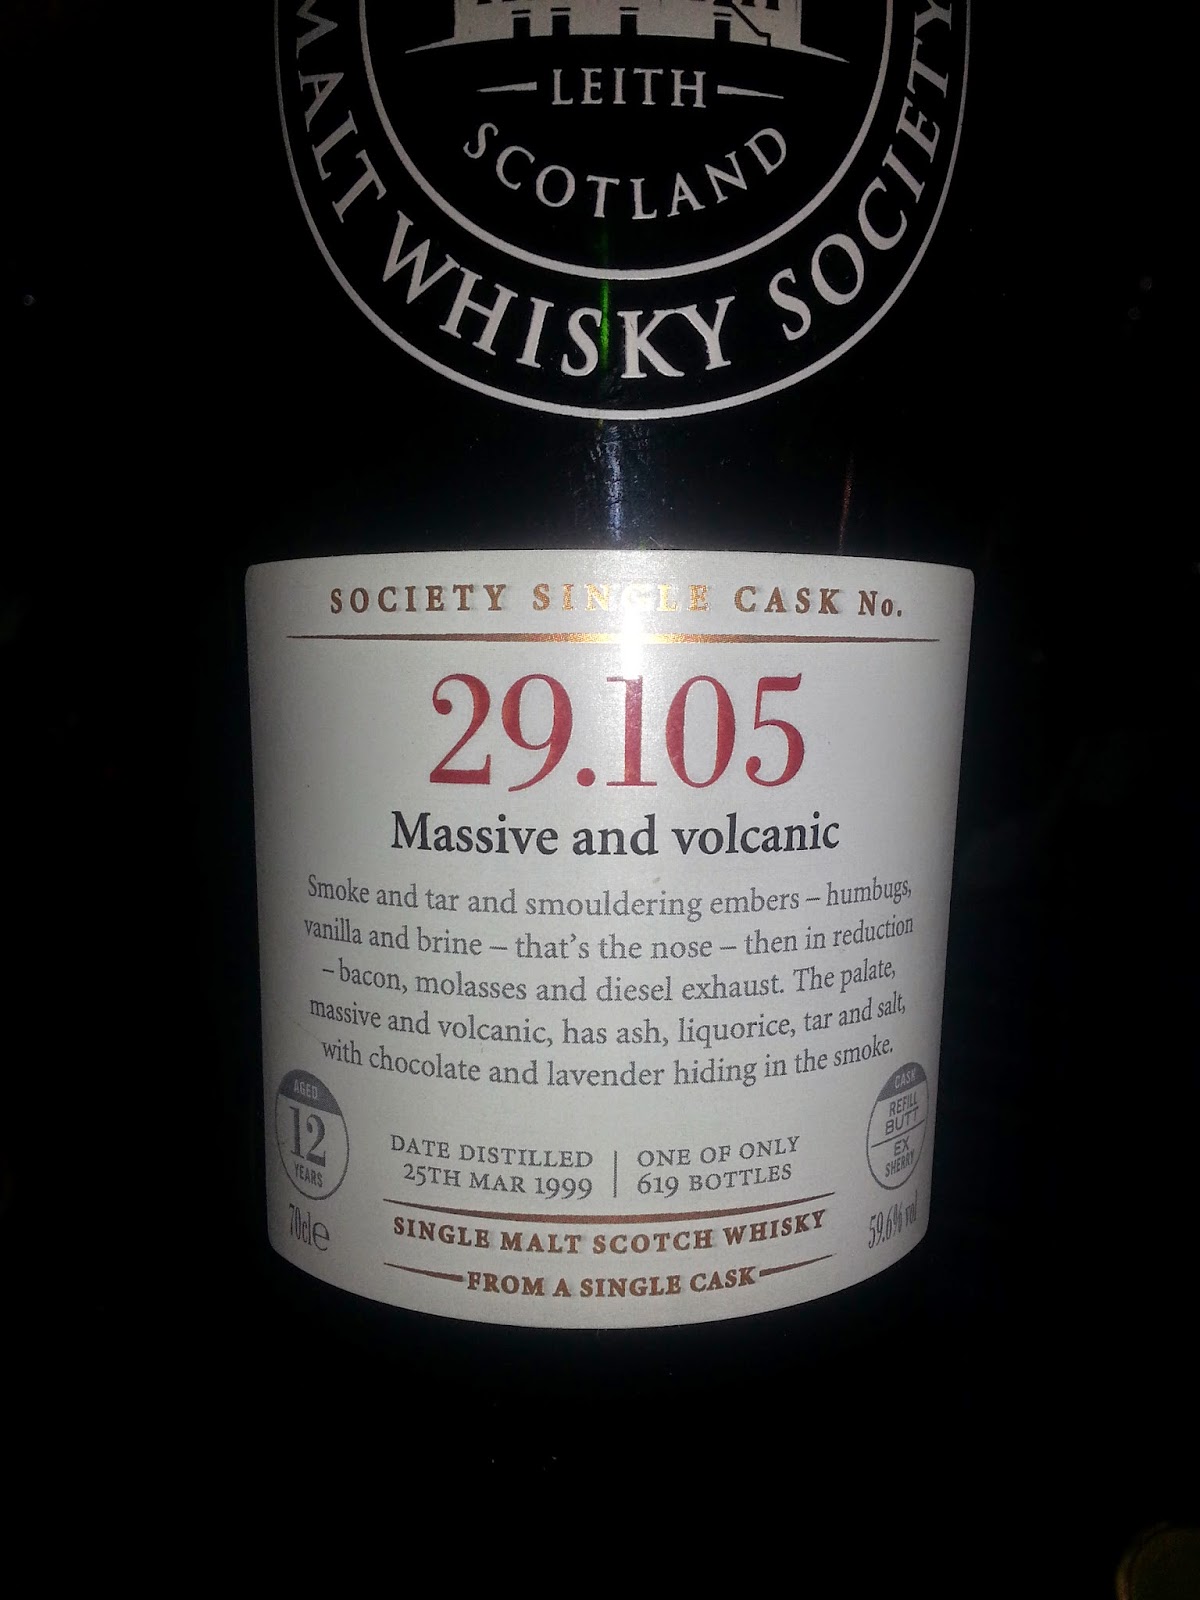 LEITH
SCOTLAND
MALT WHISKY SOCIETY
SOCIETY SINGLE CASK No.
29.105
Massive and volcanic
Smoke and tar and smouldering embers – humbugs,
vanilla and brine – that's the nose – then in reduction
– bacon, molasses and diesel exhaust. The palate,
massive and volcanic, has ash, liquorice, tar and salt,
with chocolate and lavender hiding in the smoke.
AGED
12
YEARS
70cl e
DATE DISTILLED
25TH MAR 1999
ONE OF ONLY
619 BOTTLES
CASK
REFILL
BUTT
EX
SHERRY
59.6% vol
SINGLE MALT SCOTCH WHISKY
FROM A SINGLE CASK